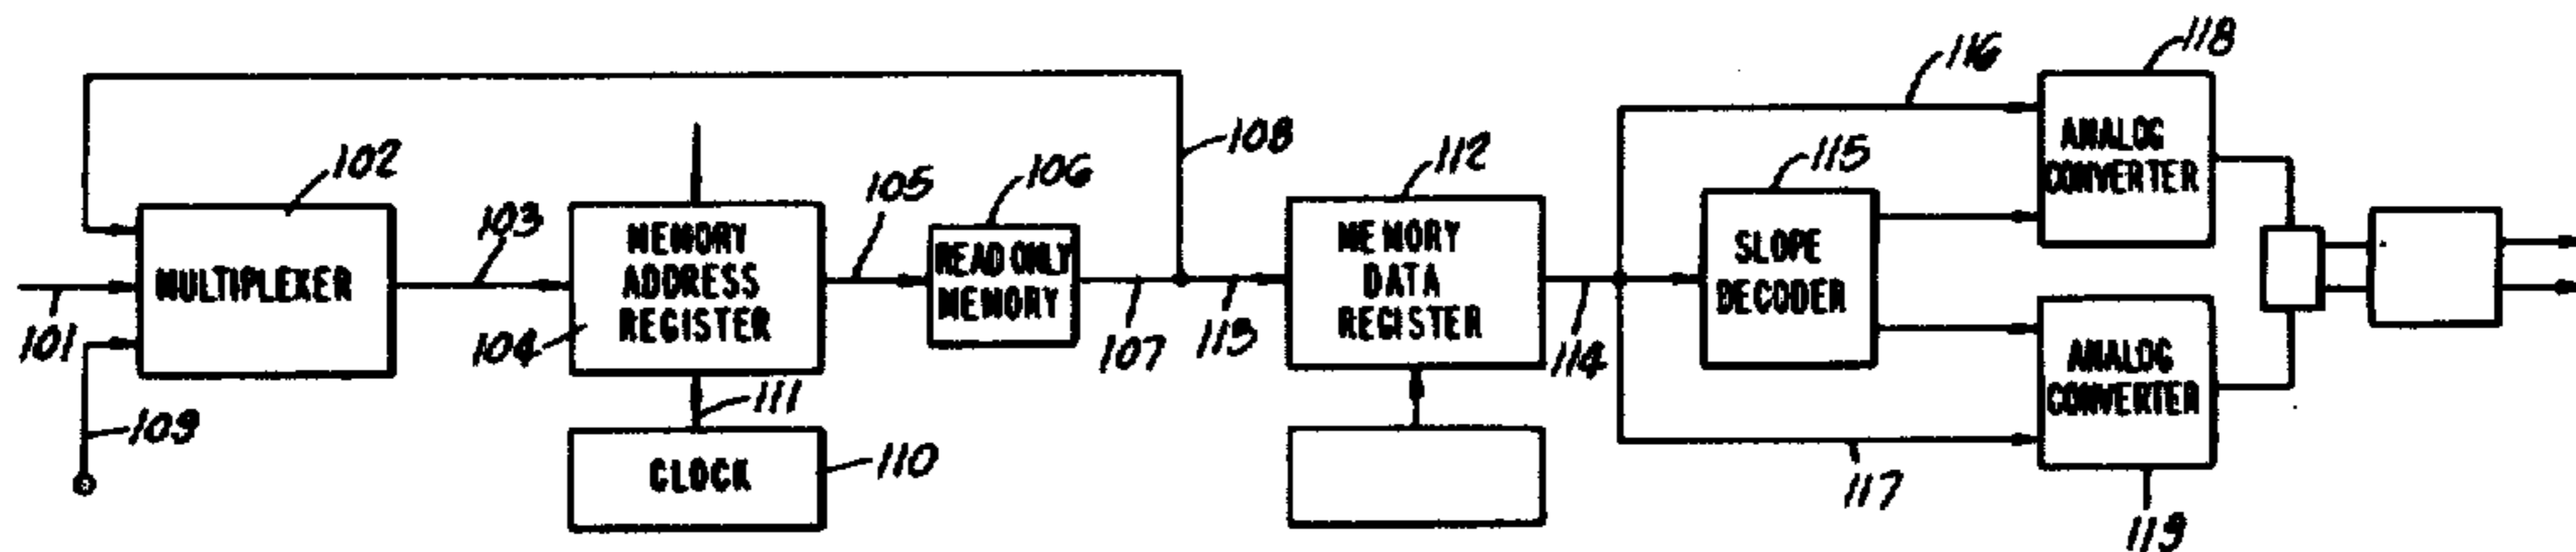 118
116
102
108
112
115
106
105
103
ANALOG
CONVERTER
MULTIPLEXER
MEMORY
ADDRESS
REGISTER
READ ONLY
MEMORY
MEMORY
DATA
REGISTER
SLOPE
DECODER
101
104
107
113
114
ANALOG
CONVERTER
109
111
CLOCK
110
117
119